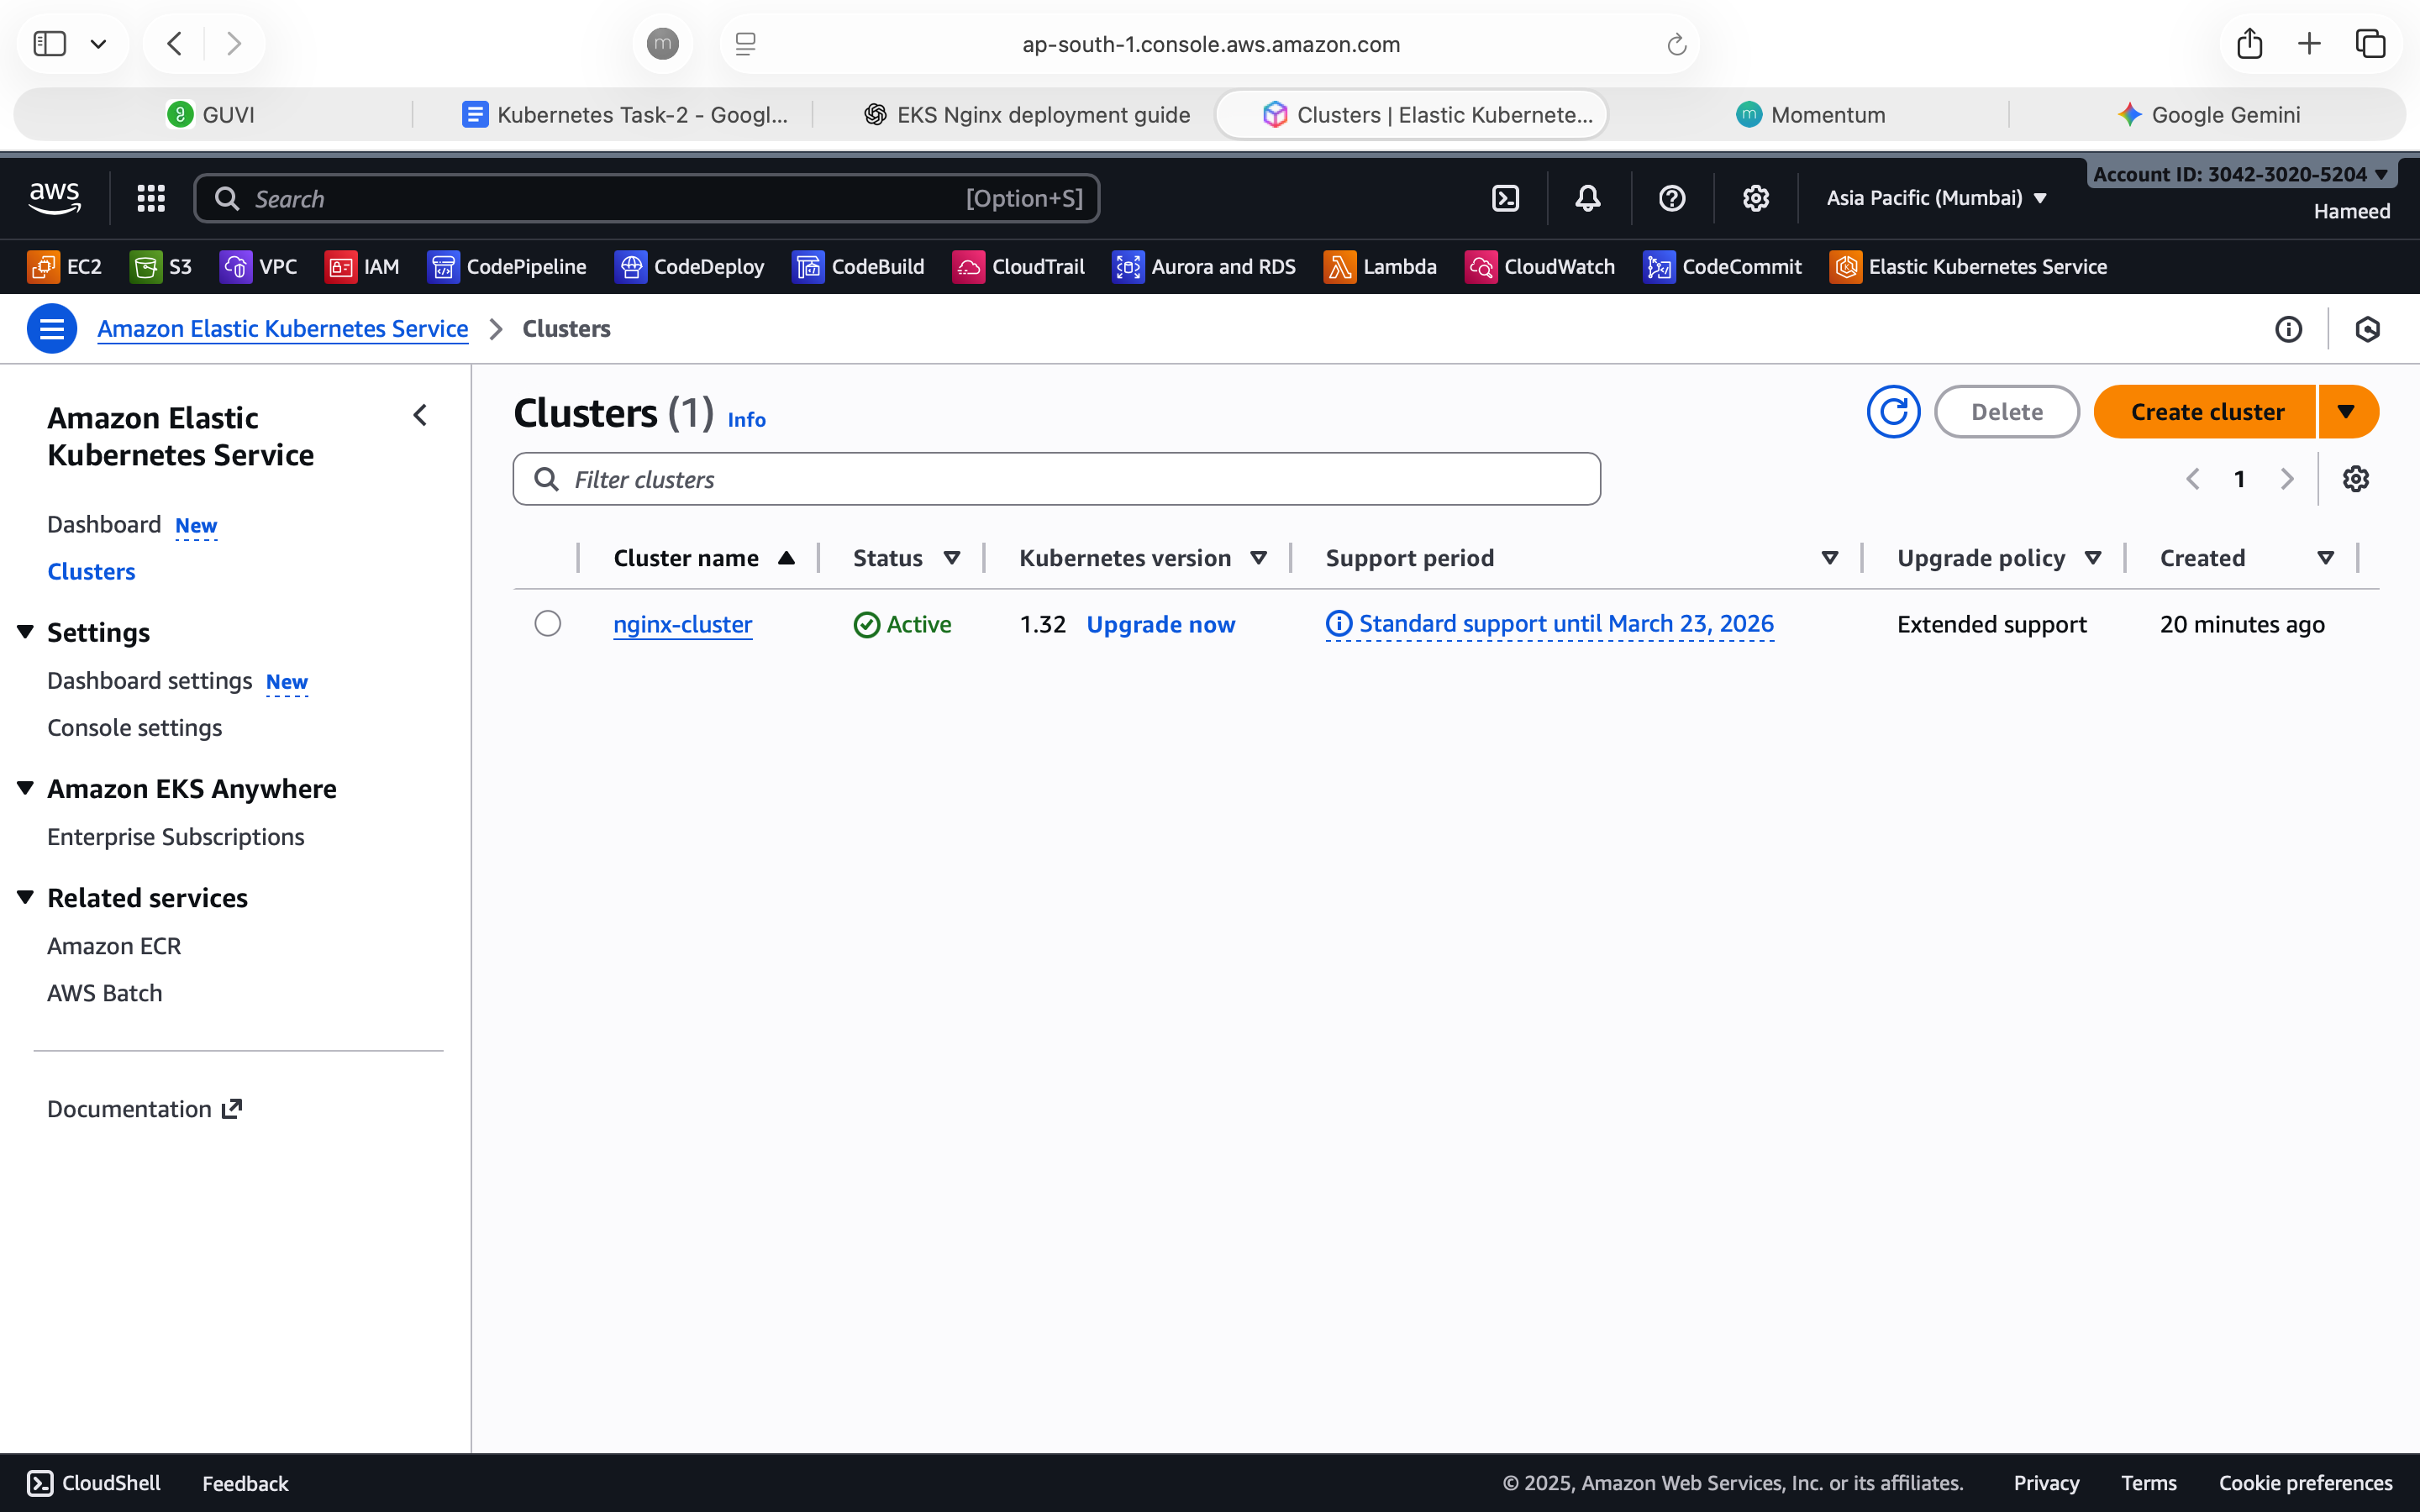 m
ap-south-1.console.aws.amazon.com
GUVI
Kubernetes Task-2 - Googl...
EKS Nginx deployment guide
Clusters | Elastic Kubernete...
m
Momentum
Google Gemini
aws
Search
[Option+S]
Asia Pacific (Mumbai)
Account ID: 3042-3020-5204
Hameed
EC2
S3
VPC
IAM
CodePipeline
CodeDeploy
CodeBuild
CloudTrail
Aurora and RDS
Lambda
CloudWatch
CodeCommit
Elastic Kubernetes Service
Amazon Elastic Kubernetes Service
Clusters
Amazon Elastic
Kubernetes Service
Dashboard New
Clusters
Settings
Dashboard settings New
Console settings
Amazon EKS Anywhere
Enterprise Subscriptions
Related services
Amazon ECR
AWS Batch
Documentation
Clusters (1) Info
Delete
Create cluster
Filter clusters
1
Cluster name
Status
Kubernetes version
Support period
Upgrade policy
Created
nginx-cluster
Active
1.32 Upgrade now
Standard support until March 23, 2026
Extended support
20 minutes ago
CloudShell
Feedback
© 2025, Amazon Web Services, Inc. or its affiliates.
Privacy
Terms
Cookie preferences